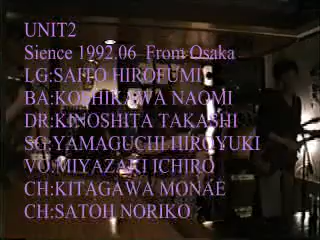 UNIT2
Sience 1992.06 From Osaka
LG:SAITO HIROFUMI
BA:KOSHIKAWA NAOMI
DR:KINOSHITA TAKASHI
SG:YAMAGUCHI HIROYUKI
VO:MIYAZAKI ICHIRO
CH:KITAGAWA MONAE
CH:SATOH NORIKO